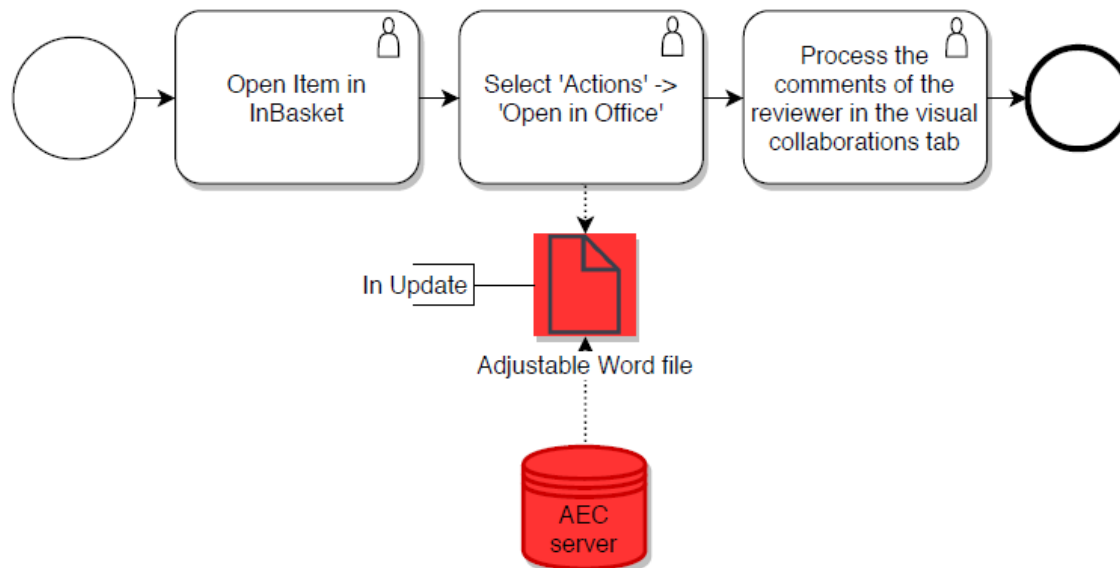 Open Item in
InBasket
Select 'Actions' ->
'Open in Office'
Process the
comments of the
reviewer in the visual
collaborations tab
In Update
Adjustable Word file
AEC
server